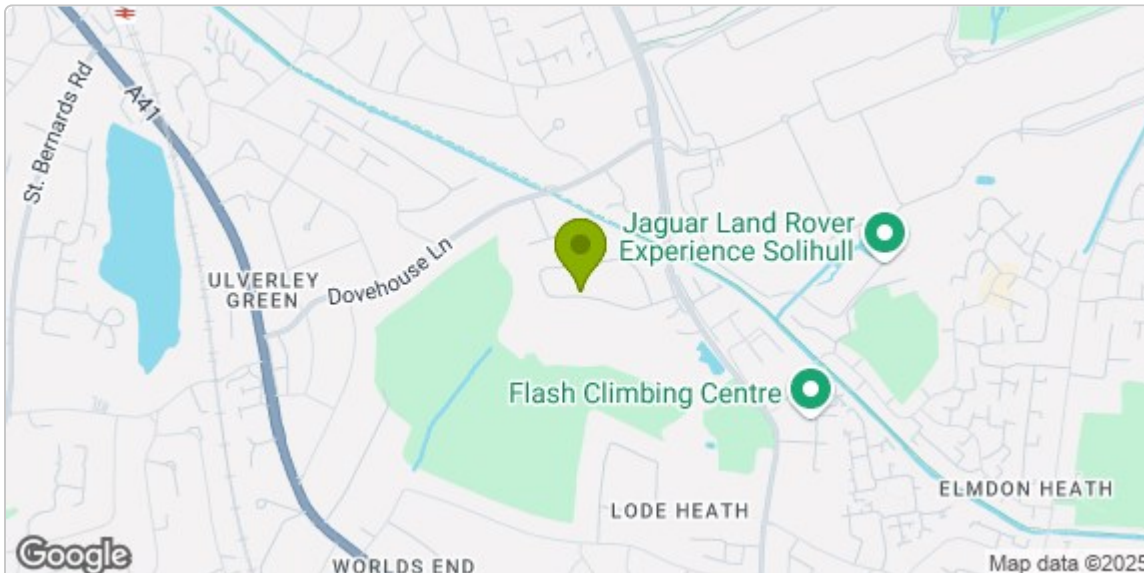 St. Bernards Rd
A41
ULVERLEY
GREEN
Dovehouse Ln
Jaguar Land Rover
Experience Solihull
Flash Climbing Centre
LODE HEATH
ELMDON HEATH
WORLDS END
Google
Map data ©2025